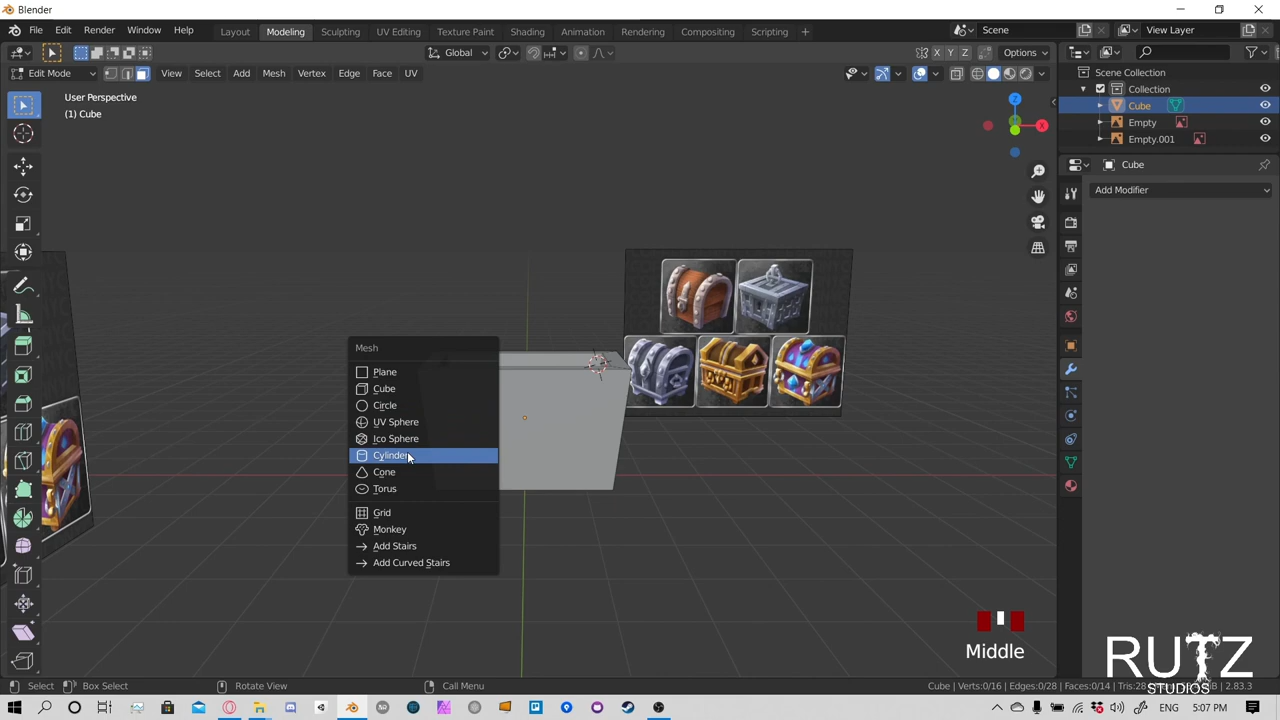 Blender
File Edit Render Window Help Layout Modeling Sculpting UV Editing Texture Paint Shading Animation Rendering Compositing Scripting + Scene View Layer
Global X Y Z Options
Edit Mode View Select Add Mesh Vertex Edge Face UV
Scene Collection
Collection
User Perspective
(1) Cube
Cube
Empty
Empty.001
Cube
Add Modifier
Mesh
Plane
Cube
Circle
UV Sphere
Ico Sphere
Cylinder
Cone
Torus
Grid
Monkey
Add Stairs
Add Curved Stairs
Middle
RUTZ
STUDIOS
Select Box Select Rotate View Call Menu Cube | Verts:0/16 | Edges:0/28 | Faces:0/14 | Tris:28 2.83.3
5:07 PM